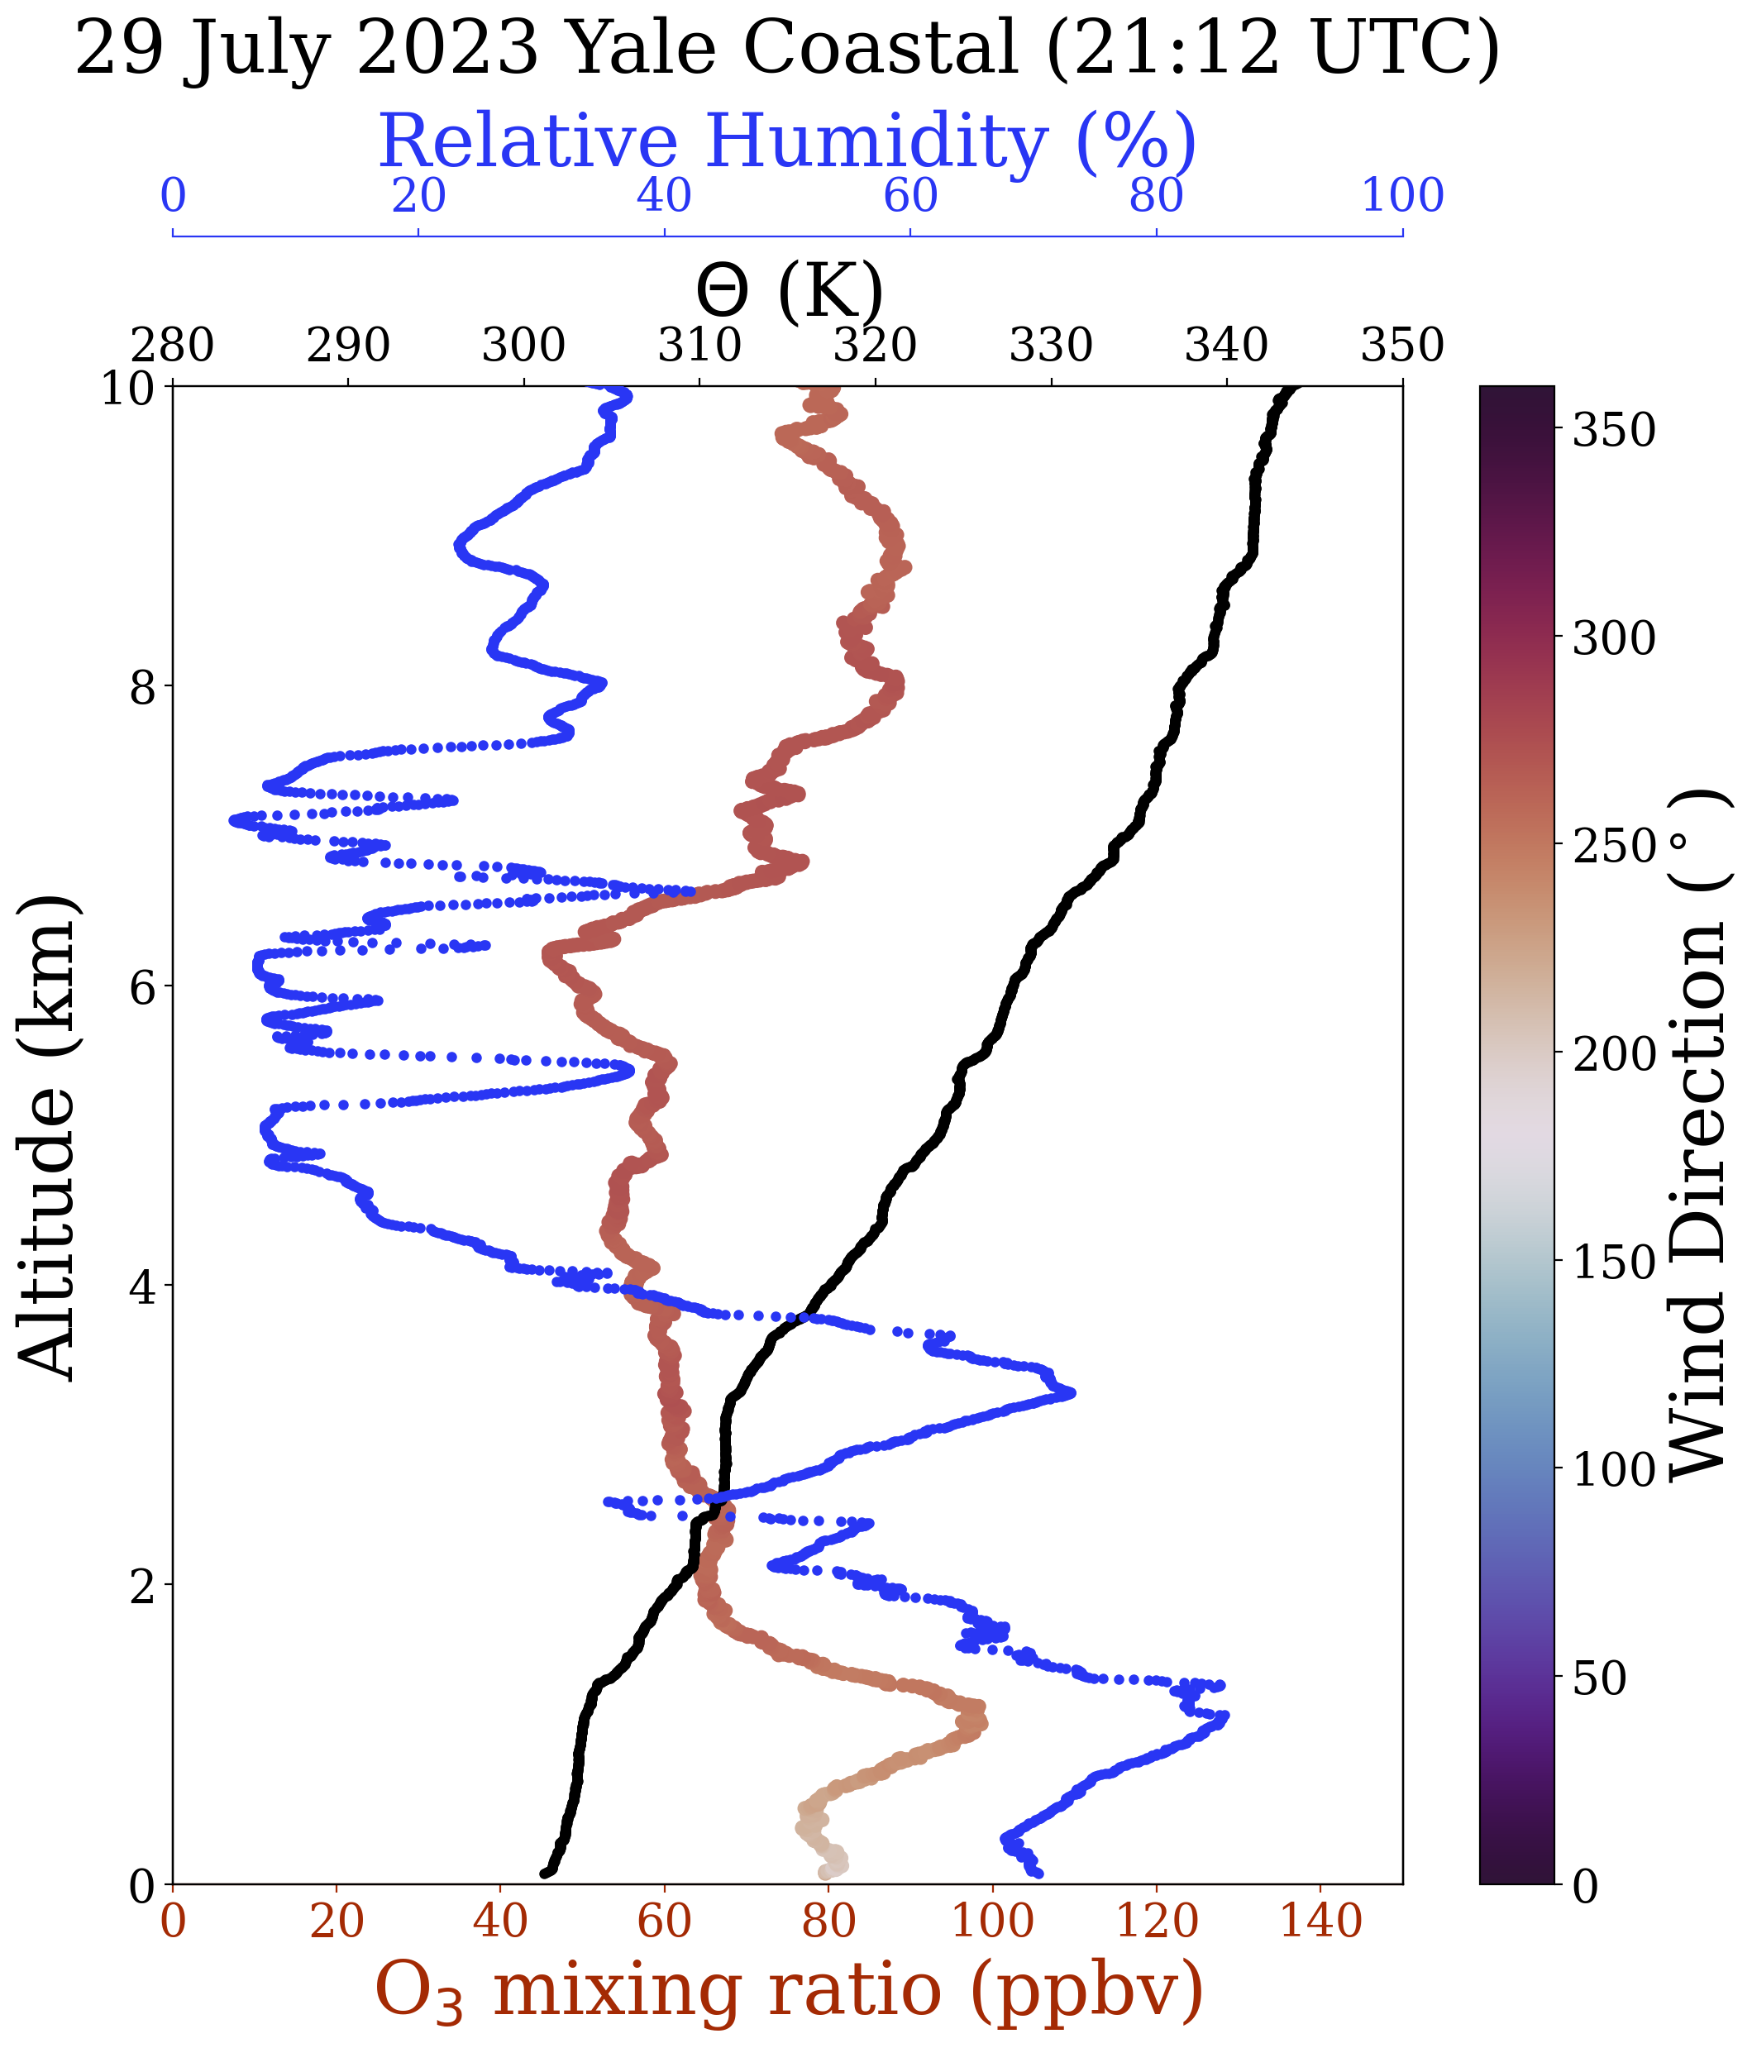 29 July 2023 Yale Coastal (21:12 UTC)
Relative Humidity (%)
0 20 40 60 80 100
Θ (K)
280 290 300 310 320 330 340 350
10
8
6
4
2
0
Altitude (km)
0 20 40 60 80 100 120 140
O₃ mixing ratio (ppbv)
350
300
250
200
150
100
50
0
Wind Direction (°)